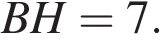 BH = 7.